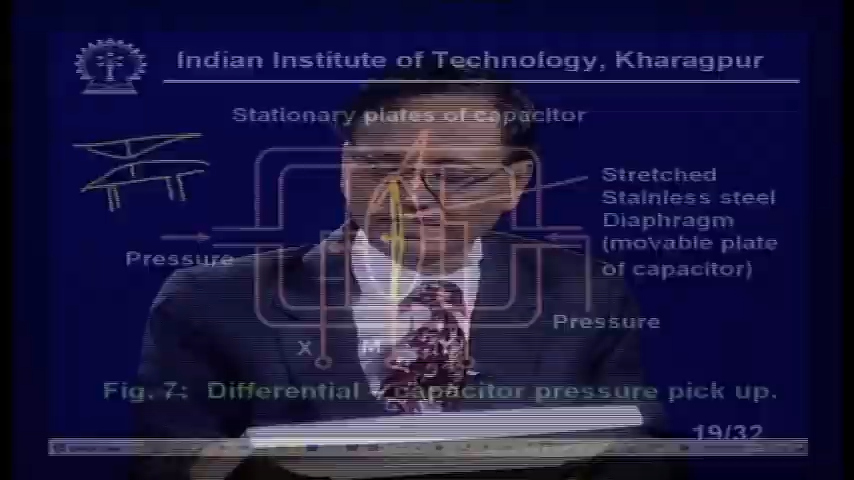 Indian Institute of Technology, Kharagpur
Stationary plates of capacitor
Stretched
Stainless steel
Diaphragm
(movable plate
of capacitor)
Pressure
Pressure
X M
Fig. 7: Differential capacitor pressure pick up.
19/32